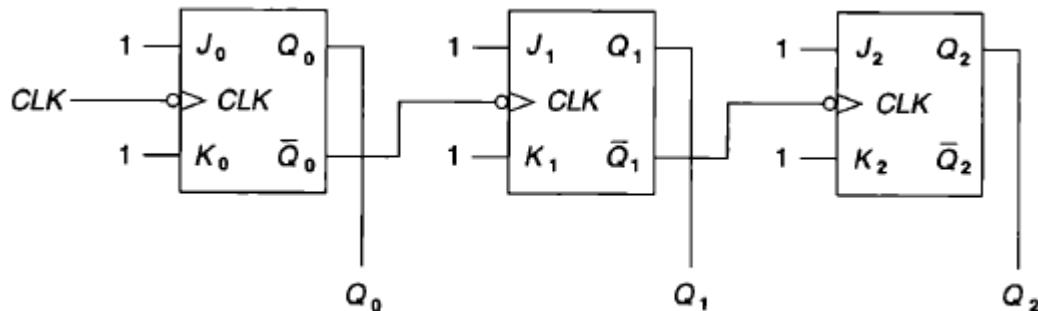 1 J₀ Q₀ 1 J₁ Q₁ 1 J₂ Q₂
CLK CLK CLK CLK
1 K₀ Q̅₀ 1 K₁ Q̅₁ 1 K₂ Q̅₂
Q₀ Q₁ Q₂